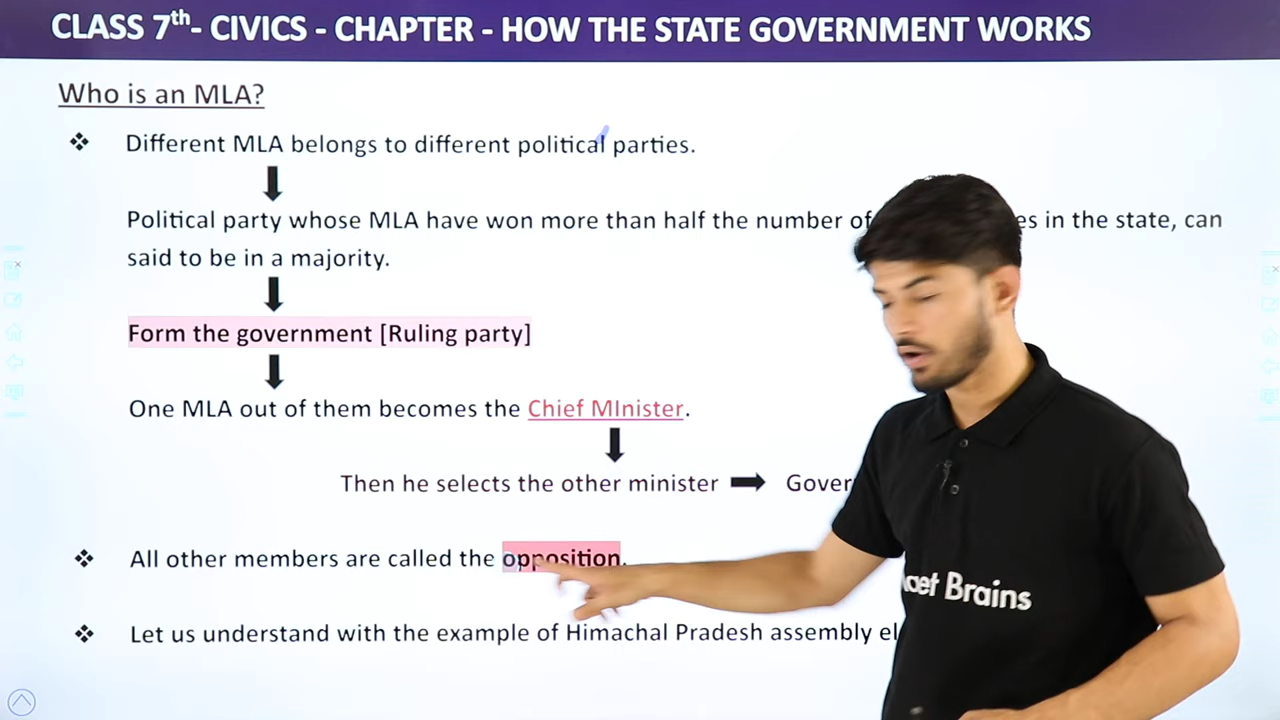 CLASS 7th- CIVICS - CHAPTER - HOW THE STATE GOVERNMENT WORKS
Who is an MLA?
❖ Different MLA belongs to different political parties.
Political party whose MLA have won more than half the number of in the state, can
said to be in a majority.
Form the government [Ruling party]
One MLA out of them becomes the Chief MInister.
Then he selects the other minister
❖ All other members are called the opposition.
❖ Let us understand with the example of Himachal Pradesh assembly
Brains